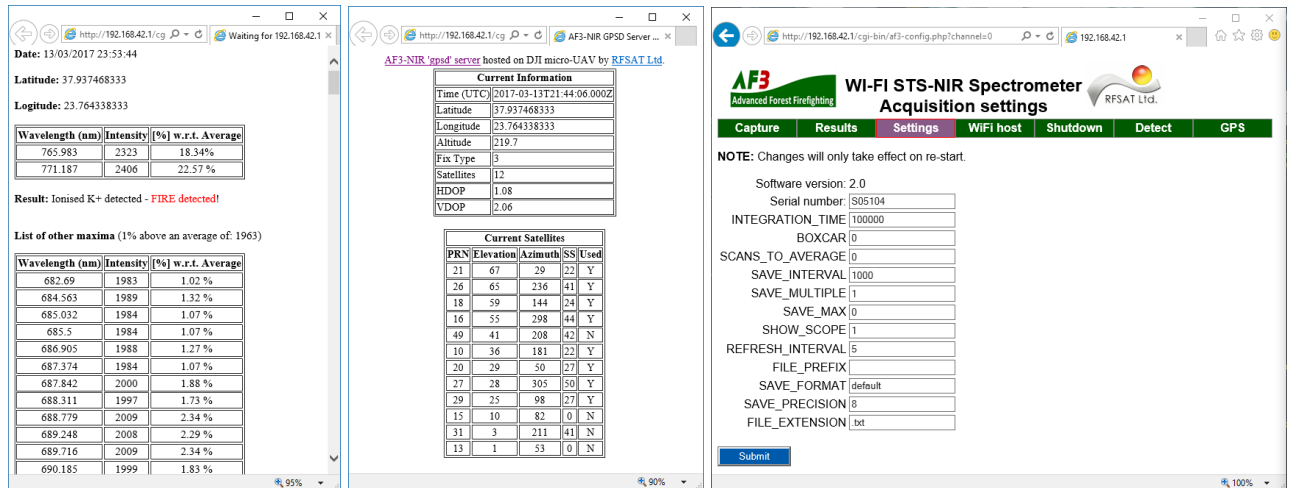 http://192.168.42.1/cg
Waiting for 192.168.42.1
Date: 13/03/2017 23:53:44
Latitude: 37.937468333
Logitude: 23.764338333
Wavelength (nm) Intensity [%] w.r.t. Average
765.983 2323 18.34%
771.187 2406 22.57 %
Result: Ionised K+ detected - FIRE detected!
List of other maxima (1% above an average of: 1963)
Wavelength (nm) Intensity [%] w.r.t. Average
682.69 1983 1.02 %
684.563 1989 1.32 %
685.032 1984 1.07 %
685.5 1984 1.07 %
686.905 1988 1.27 %
687.374 1984 1.07 %
687.842 2000 1.88 %
688.311 1997 1.73 %
688.779 2009 2.34 %
689.248 2008 2.29 %
689.716 2009 2.34 %
690.185 1999 1.83 %
95%
http://192.168.42.1/cg
AF3-NIR GPSD Server ...
AF3-NIR 'gpsd' server hosted on DJI micro-UAV by RFSAT Ltd.
Current Information
Time (UTC) 2017-03-13T21:44:06.000Z
Latitude 37.937468333
Longitude 23.764338333
Altitude 219.7
Fix Type 3
Satellites 12
HDOP 1.08
VDOP 2.06
Current Satellites
PRN Elevation Azimuth SS Used
21 67 29 22 Y
26 65 236 41 Y
18 59 144 24 Y
16 55 298 44 Y
49 41 208 42 N
10 36 181 22 Y
20 29 50 27 Y
27 28 305 50 Y
29 25 98 27 Y
15 10 82 0 N
31 3 211 41 N
13 1 53 0 N
90%
http://192.168.42.1/cgi-bin/af3-config.php?channel=0
192.168.42.1
AF3
Advanced Forest Firefighting
WI-FI STS-NIR Spectrometer
Acquisition settings
RFSAT Ltd.
Capture Results Settings WiFi host Shutdown Detect GPS
NOTE: Changes will only take effect on re-start.
Software version: 2.0
Serial number: S05104
INTEGRATION_TIME 100000
BOXCAR 0
SCANS_TO_AVERAGE 0
SAVE_INTERVAL 1000
SAVE_MULTIPLE 1
SAVE_MAX 0
SHOW_SCOPE 1
REFRESH_INTERVAL 5
FILE_PREFIX
SAVE_FORMAT default
SAVE_PRECISION 8
FILE_EXTENSION .txt
Submit
100%